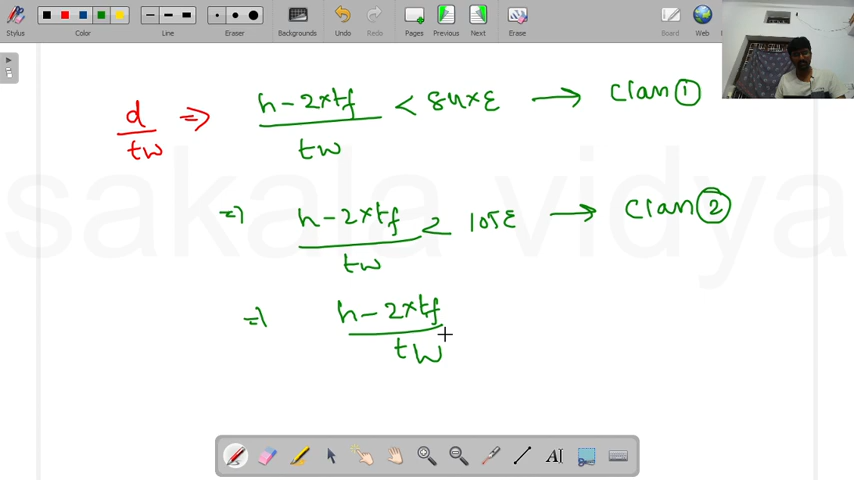 Stylus Color Line Eraser Backgrounds Undo Redo Pages Previous Next Erase Board Web Desktop
d/tw => h-2×tf/tw < 84×ε → Class ①
=> h-2×tf/tw < 105ε → Class ②
=> h-2×tf/tw
sakala vidya